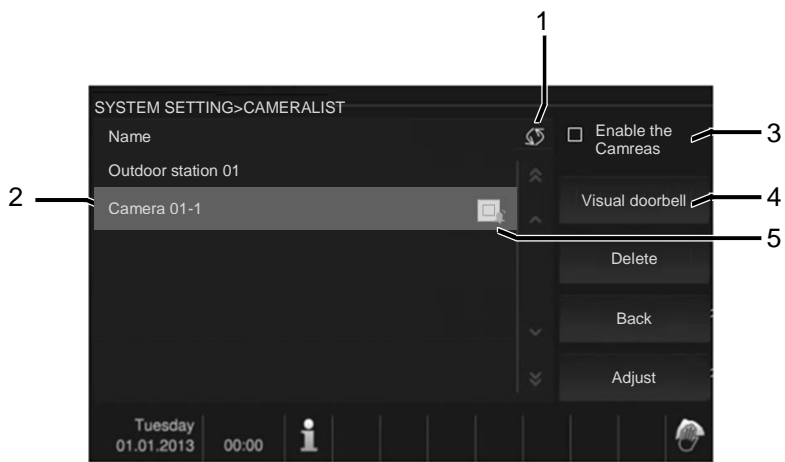 1
SYSTEM SETTING>CAMERALIST
Name
Enable the
Camreas
3
Outdoor station 01
2
Camera 01-1
Visual doorbell
4
5
Delete
Back
Adjust
Tuesday
01.01.2013
00:00